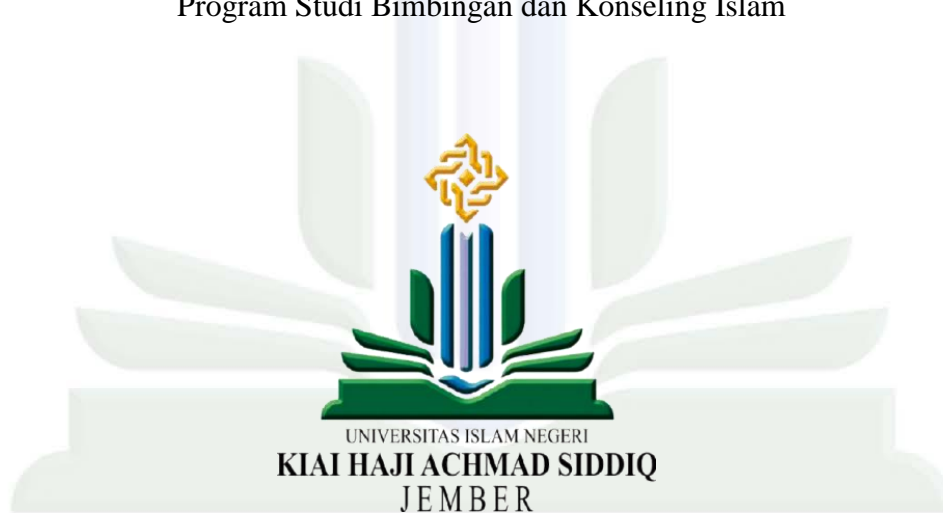 Program Studi Bimbingan dan Konseling Islam
UNIVERSITAS ISLAM NEGERI
KIAI HAJI ACHMAD SIDDIQ
JEMBER